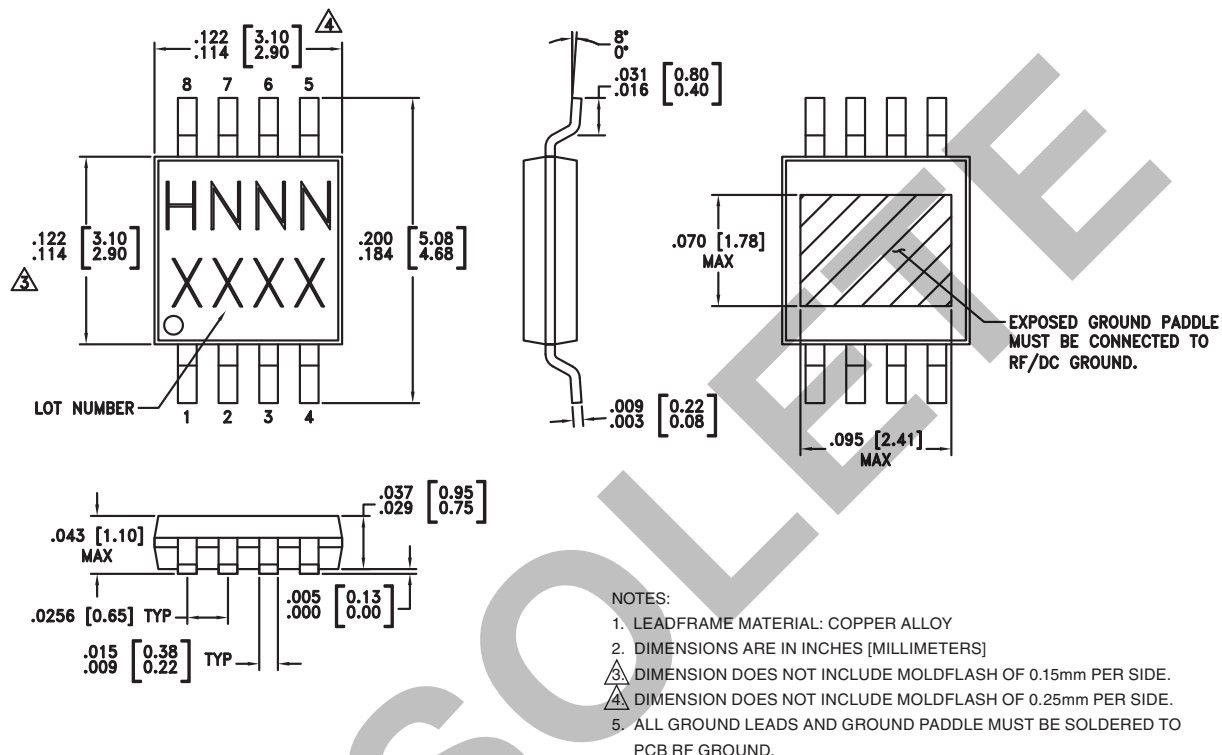 .122 [3.10]
.114 [2.90]
4
8 7 6 5
HNNN
XXXX
.122 [3.10]
.114 [2.90]
3
.200 [5.08]
.184 [4.68]
LOT NUMBER
1 2 3 4
8°
0°
.031 [0.80]
.016 [0.40]
.009 [0.22]
.003 [0.08]
.070 [1.78]
MAX
EXPOSED GROUND PADDLE
MUST BE CONNECTED TO
RF/DC GROUND.
.095 [2.41]
MAX
.037 [0.95]
.029 [0.75]
.043 [1.10]
MAX
.0256 [0.65] TYP
.005 [0.13]
.000 [0.00]
.015 [0.38]
.009 [0.22] TYP
NOTES:
1. LEADFRAME MATERIAL: COPPER ALLOY
2. DIMENSIONS ARE IN INCHES [MILLIMETERS]
3. DIMENSION DOES NOT INCLUDE MOLDFLASH OF 0.15mm PER SIDE.
4. DIMENSION DOES NOT INCLUDE MOLDFLASH OF 0.25mm PER SIDE.
5. ALL GROUND LEADS AND GROUND PADDLE MUST BE SOLDERED TO
PCB RF GROUND.
SOLETE